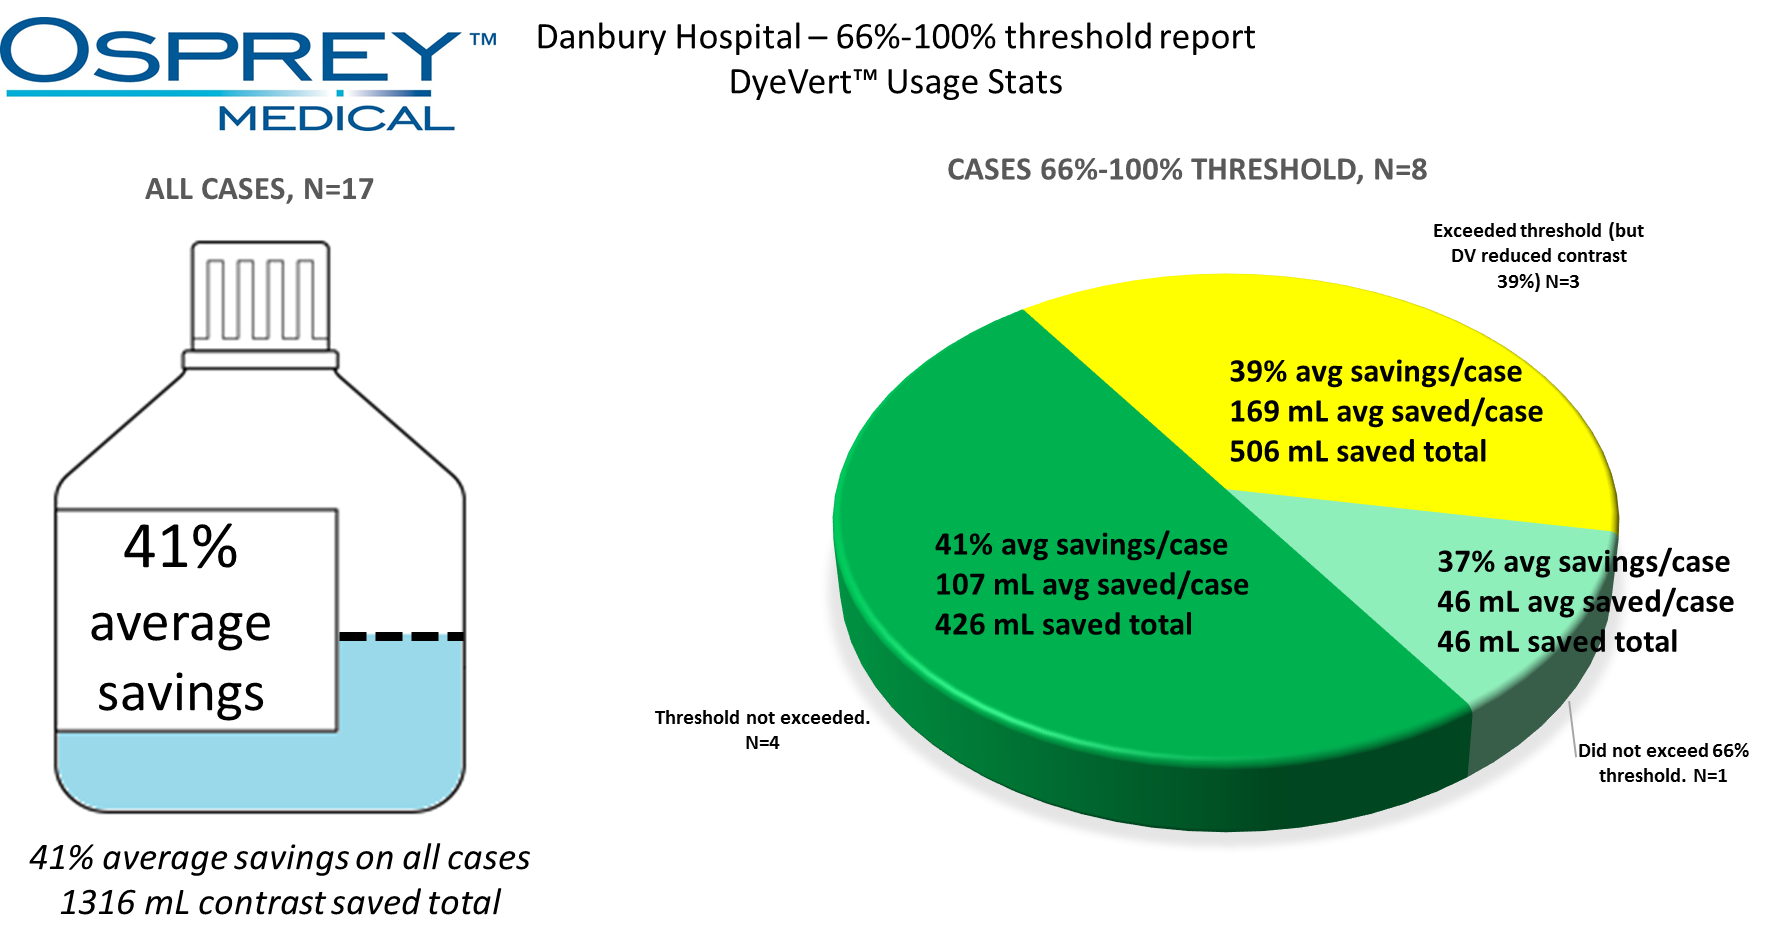 OSPREY™
MEDICAL
Danbury Hospital – 66%-100% threshold report
DyeVert™ Usage Stats
ALL CASES, N=17
41%
average
savings
41% average savings on all cases
1316 mL contrast saved total
CASES 66%-100% THRESHOLD, N=8
Exceeded threshold (but
DV reduced contrast
39%) N=3
39% avg savings/case
169 mL avg saved/case
506 mL saved total
41% avg savings/case
107 mL avg saved/case
426 mL saved total
37% avg savings/case
46 mL avg saved/case
46 mL saved total
Threshold not exceeded.
N=4
Did not exceed 66%
threshold. N=1